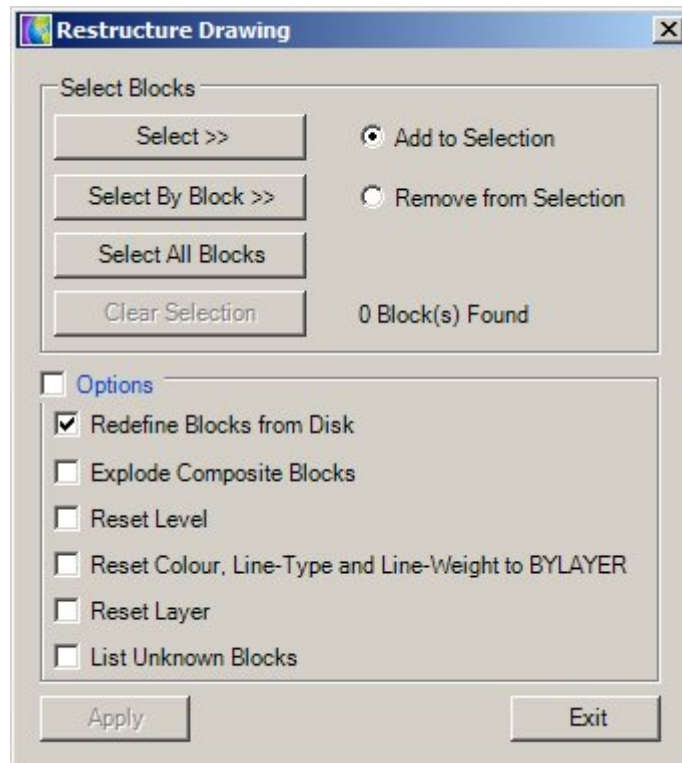 Restructure Drawing
Select Blocks
Select >>
Add to Selection
Select By Block >>
Remove from Selection
Select All Blocks
Clear Selection
0 Block(s) Found
Options
Redefine Blocks from Disk
Explode Composite Blocks
Reset Level
Reset Colour, Line-Type and Line-Weight to BYLAYER
Reset Layer
List Unknown Blocks
Apply
Exit